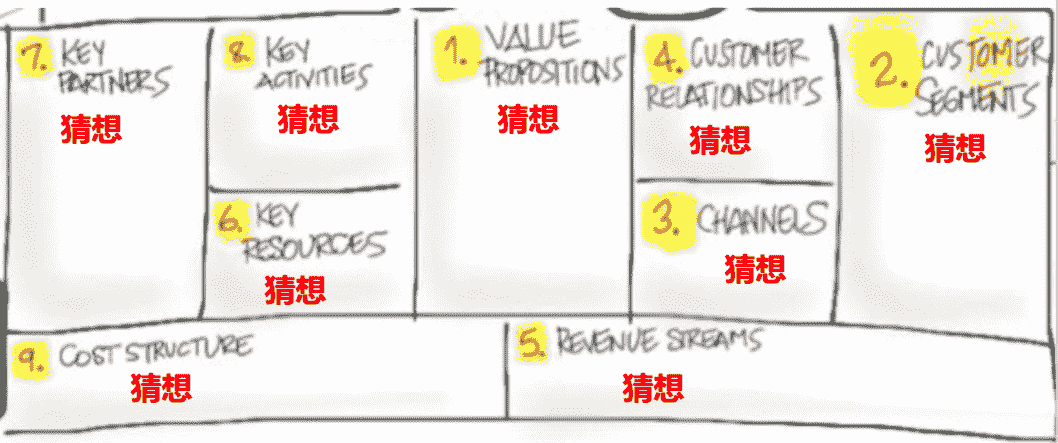 7. KEY
PARTNERS
猜想
8. KEY
ACTIVITIES
猜想
6. KEY
RESOURCES
猜想
1. VALUE
PROPOSITIONS
猜想
4. CUSTOMER
RELATIONSHIPS
猜想
3. CHANNELS
猜想
2. CUSTOMER
SEGMENTS
猜想
9. COST STRUCTURE
猜想
5. REVENUE STREAMS
猜想